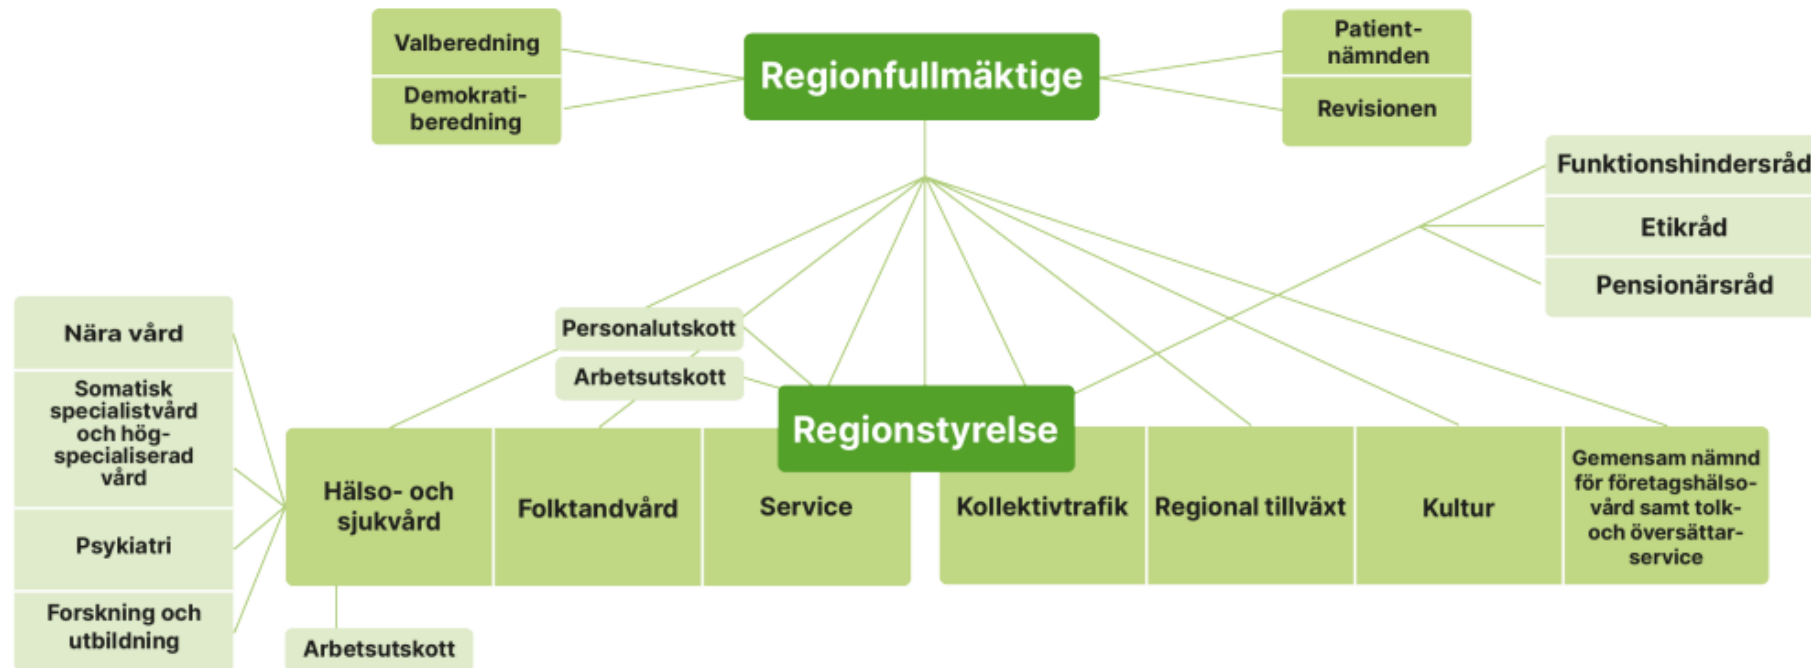 Valberedning
Demokrati-
beredning
Regionfullmäktige
Patient-
nämnden
Revisionen
Funktionshindersråd
Etikråd
Pensionärsråd
Personalutskott
Arbetsutskott
Regionstyrelse
Nära vård
Somatisk
specialistvård
och hög-
specialiserad
vård
Psykiatri
Forskning och
utbildning
Hälso- och
sjukvård
Folktandvård
Service
Kollektivtrafik
Regional tillväxt
Kultur
Gemensam nämnd
för företagshälso-
vård samt tolk-
och översättar-
service
Arbetsutskott